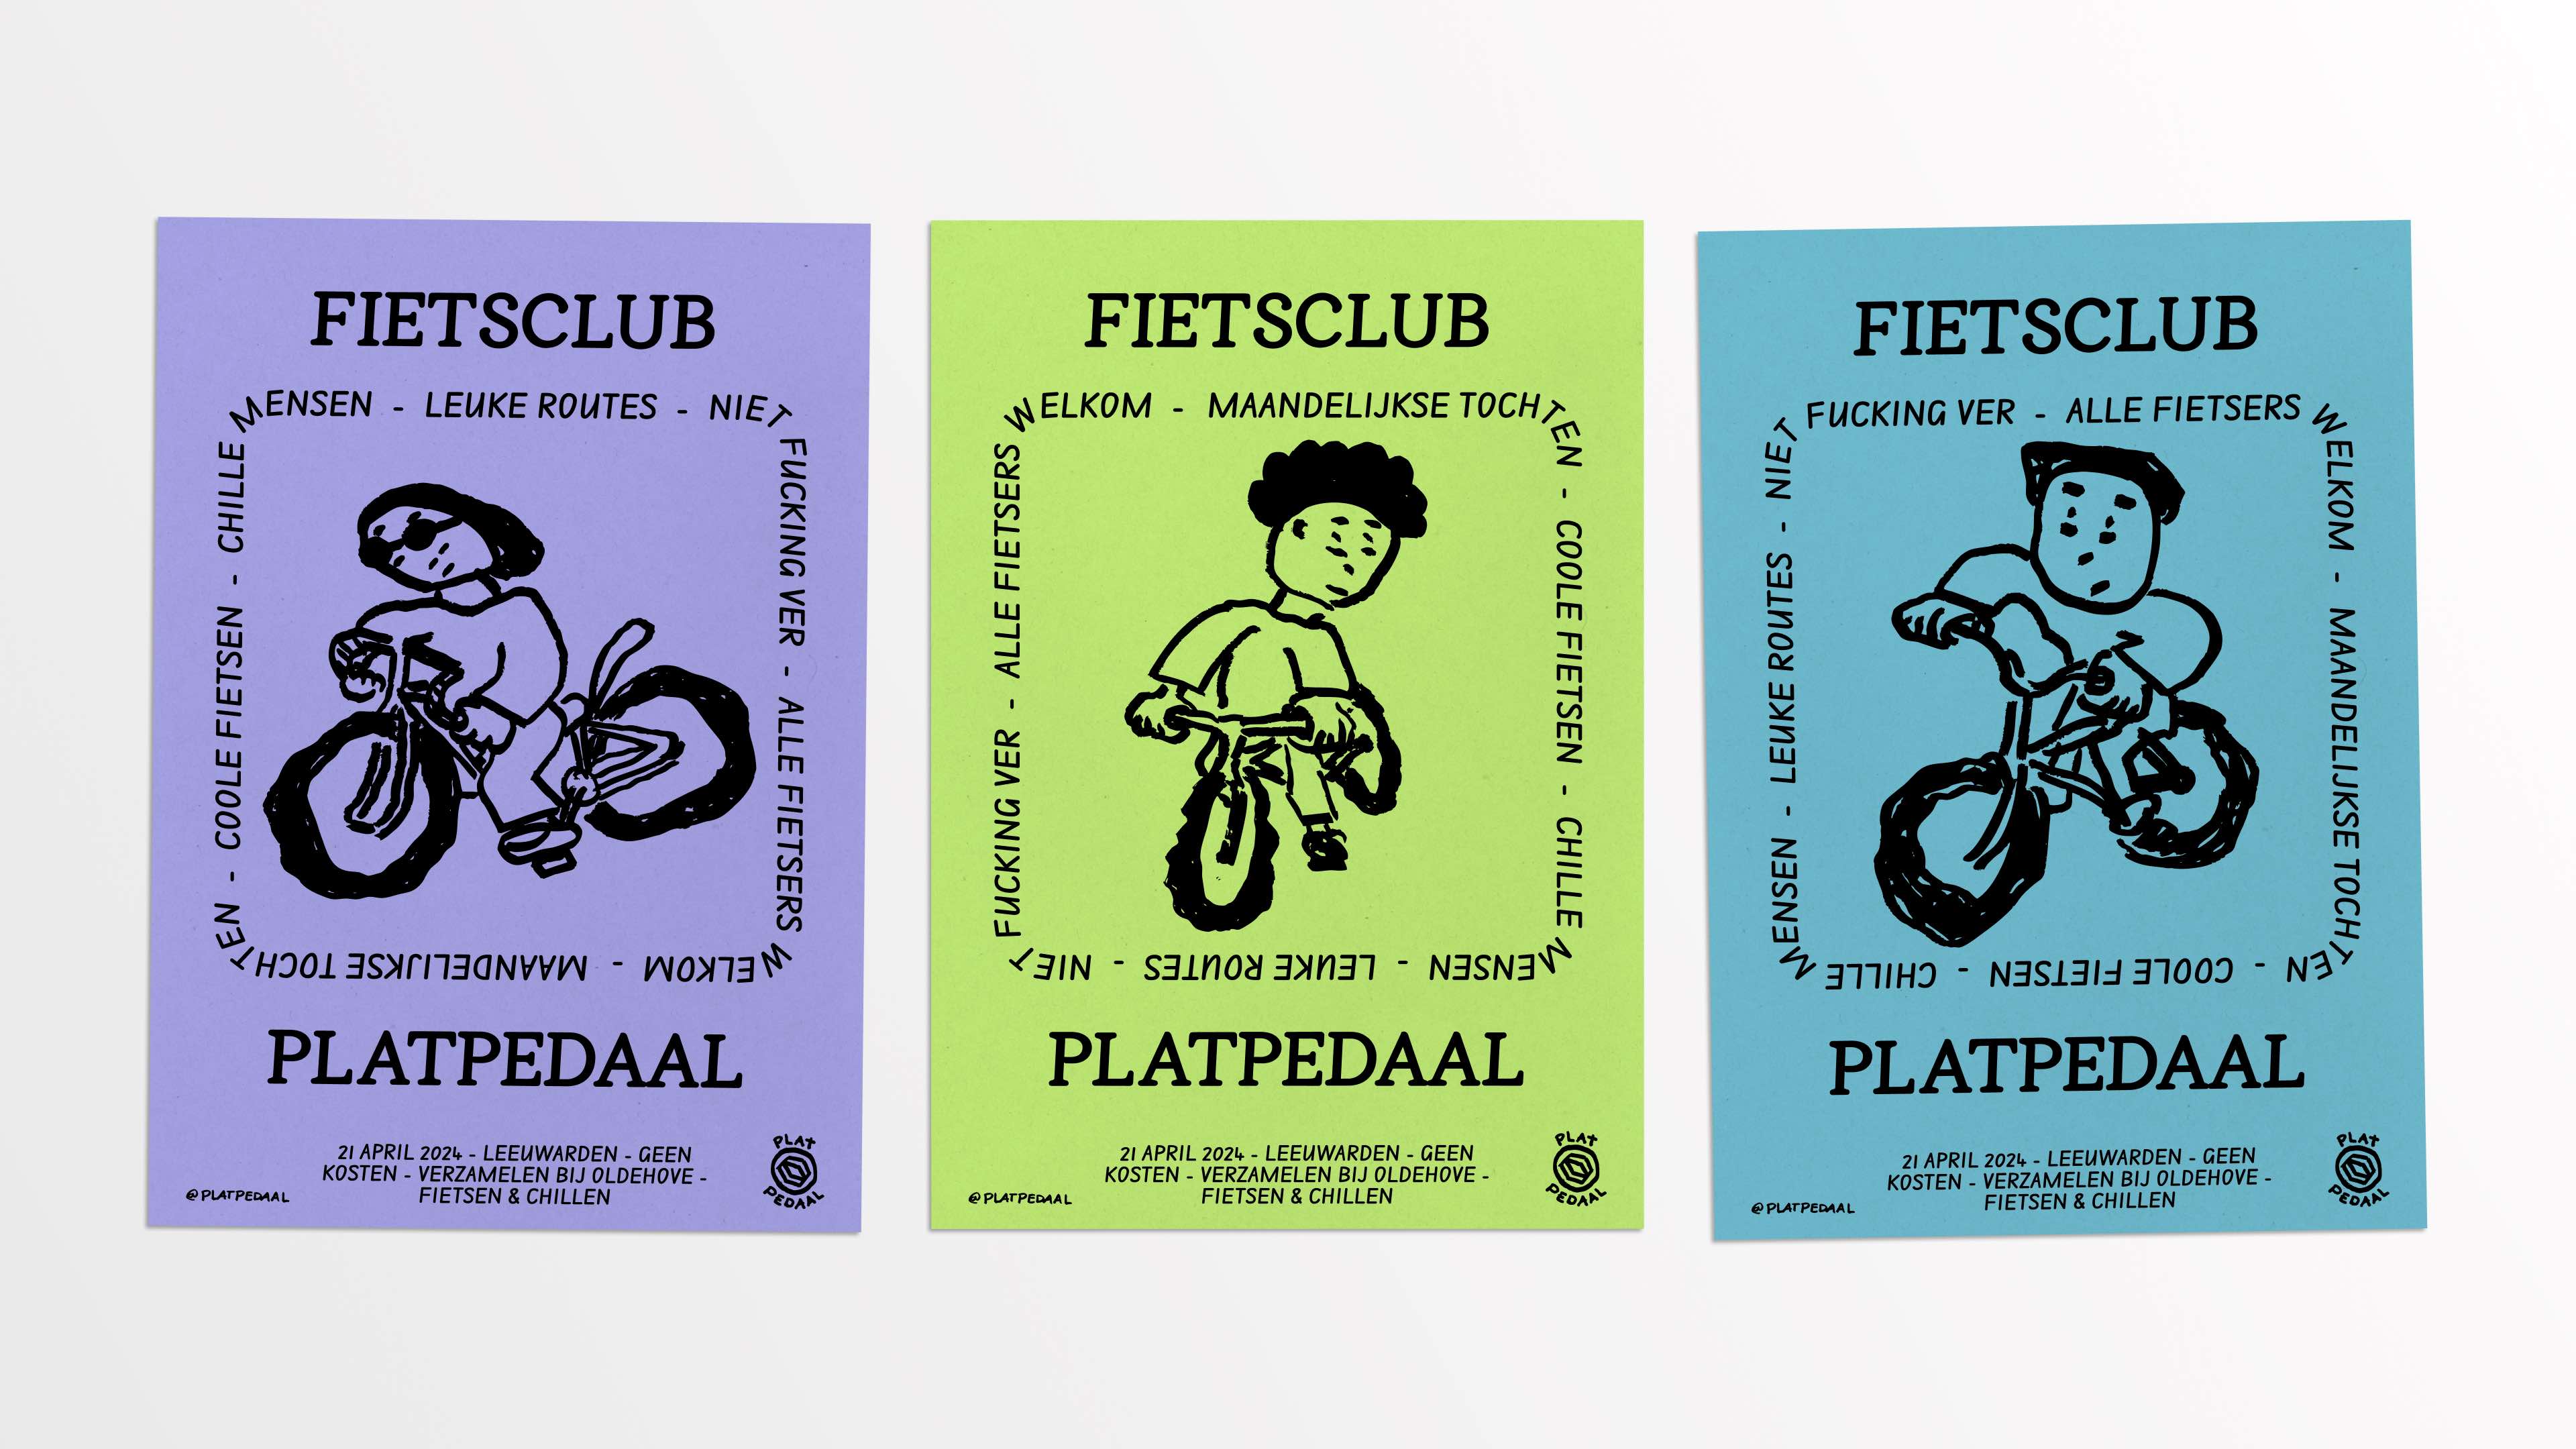 FIETSCLUB
MENSEN - LEUKE ROUTES - NIET FUCKING VER - ALLE FIETSERS WELKOM - MAANDELIJKSE TOCHTEN - COOLE FIETSEN - CHILLE
PLATPEDAAL
21 APRIL 2024 - LEEUWARDEN - GEEN
KOSTEN - VERZAMELEN BIJ OLDEHOVE -
FIETSEN & CHILLEN
@PLATPEDAAL
PLAT
PEDAAL
FIETSCLUB
WELKOM - MAANDELIJKSE TOCHTEN - COOLE FIETSEN - CHILLE MENSEN - LEUKE ROUTES - NIET FUCKING VER - ALLE FIETSERS
PLATPEDAAL
21 APRIL 2024 - LEEUWARDEN - GEEN
KOSTEN - VERZAMELEN BIJ OLDEHOVE -
FIETSEN & CHILLEN
@PLATPEDAAL
PLAT
PEDAAL
FIETSCLUB
FUCKING VER - ALLE FIETSERS WELKOM - MAANDELIJKSE TOCHTEN - COOLE FIETSEN - CHILLE MENSEN - LEUKE ROUTES - NIET
PLATPEDAAL
21 APRIL 2024 - LEEUWARDEN - GEEN
KOSTEN - VERZAMELEN BIJ OLDEHOVE -
FIETSEN & CHILLEN
@PLATPEDAAL
PLAT
PEDAAL